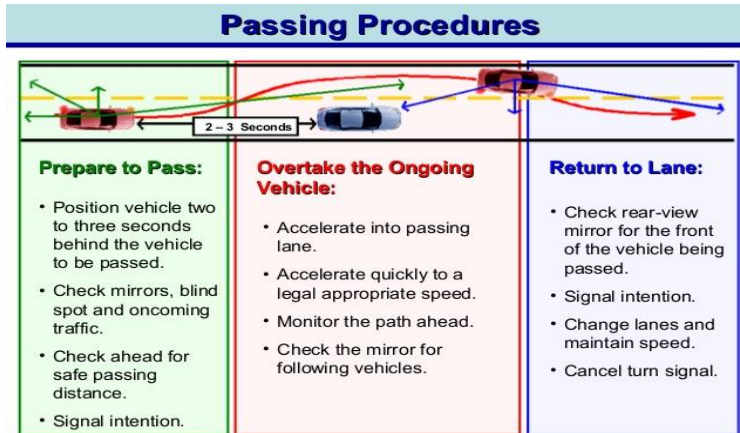 Passing Procedures
2 – 3 Seconds
Prepare to Pass:
• Position vehicle two
to three seconds
behind the vehicle
to be passed.
• Check mirrors, blind
spot and oncoming
traffic.
• Check ahead for
safe passing
distance.
• Signal intention.
Overtake the Ongoing
Vehicle:
• Accelerate into passing
lane.
• Accelerate quickly to a
legal appropriate speed.
• Monitor the path ahead.
• Check the mirror for
following vehicles.
Return to Lane:
• Check rear-view
mirror for the front
of the vehicle being
passed.
• Signal intention.
• Change lanes and
maintain speed.
• Cancel turn signal.